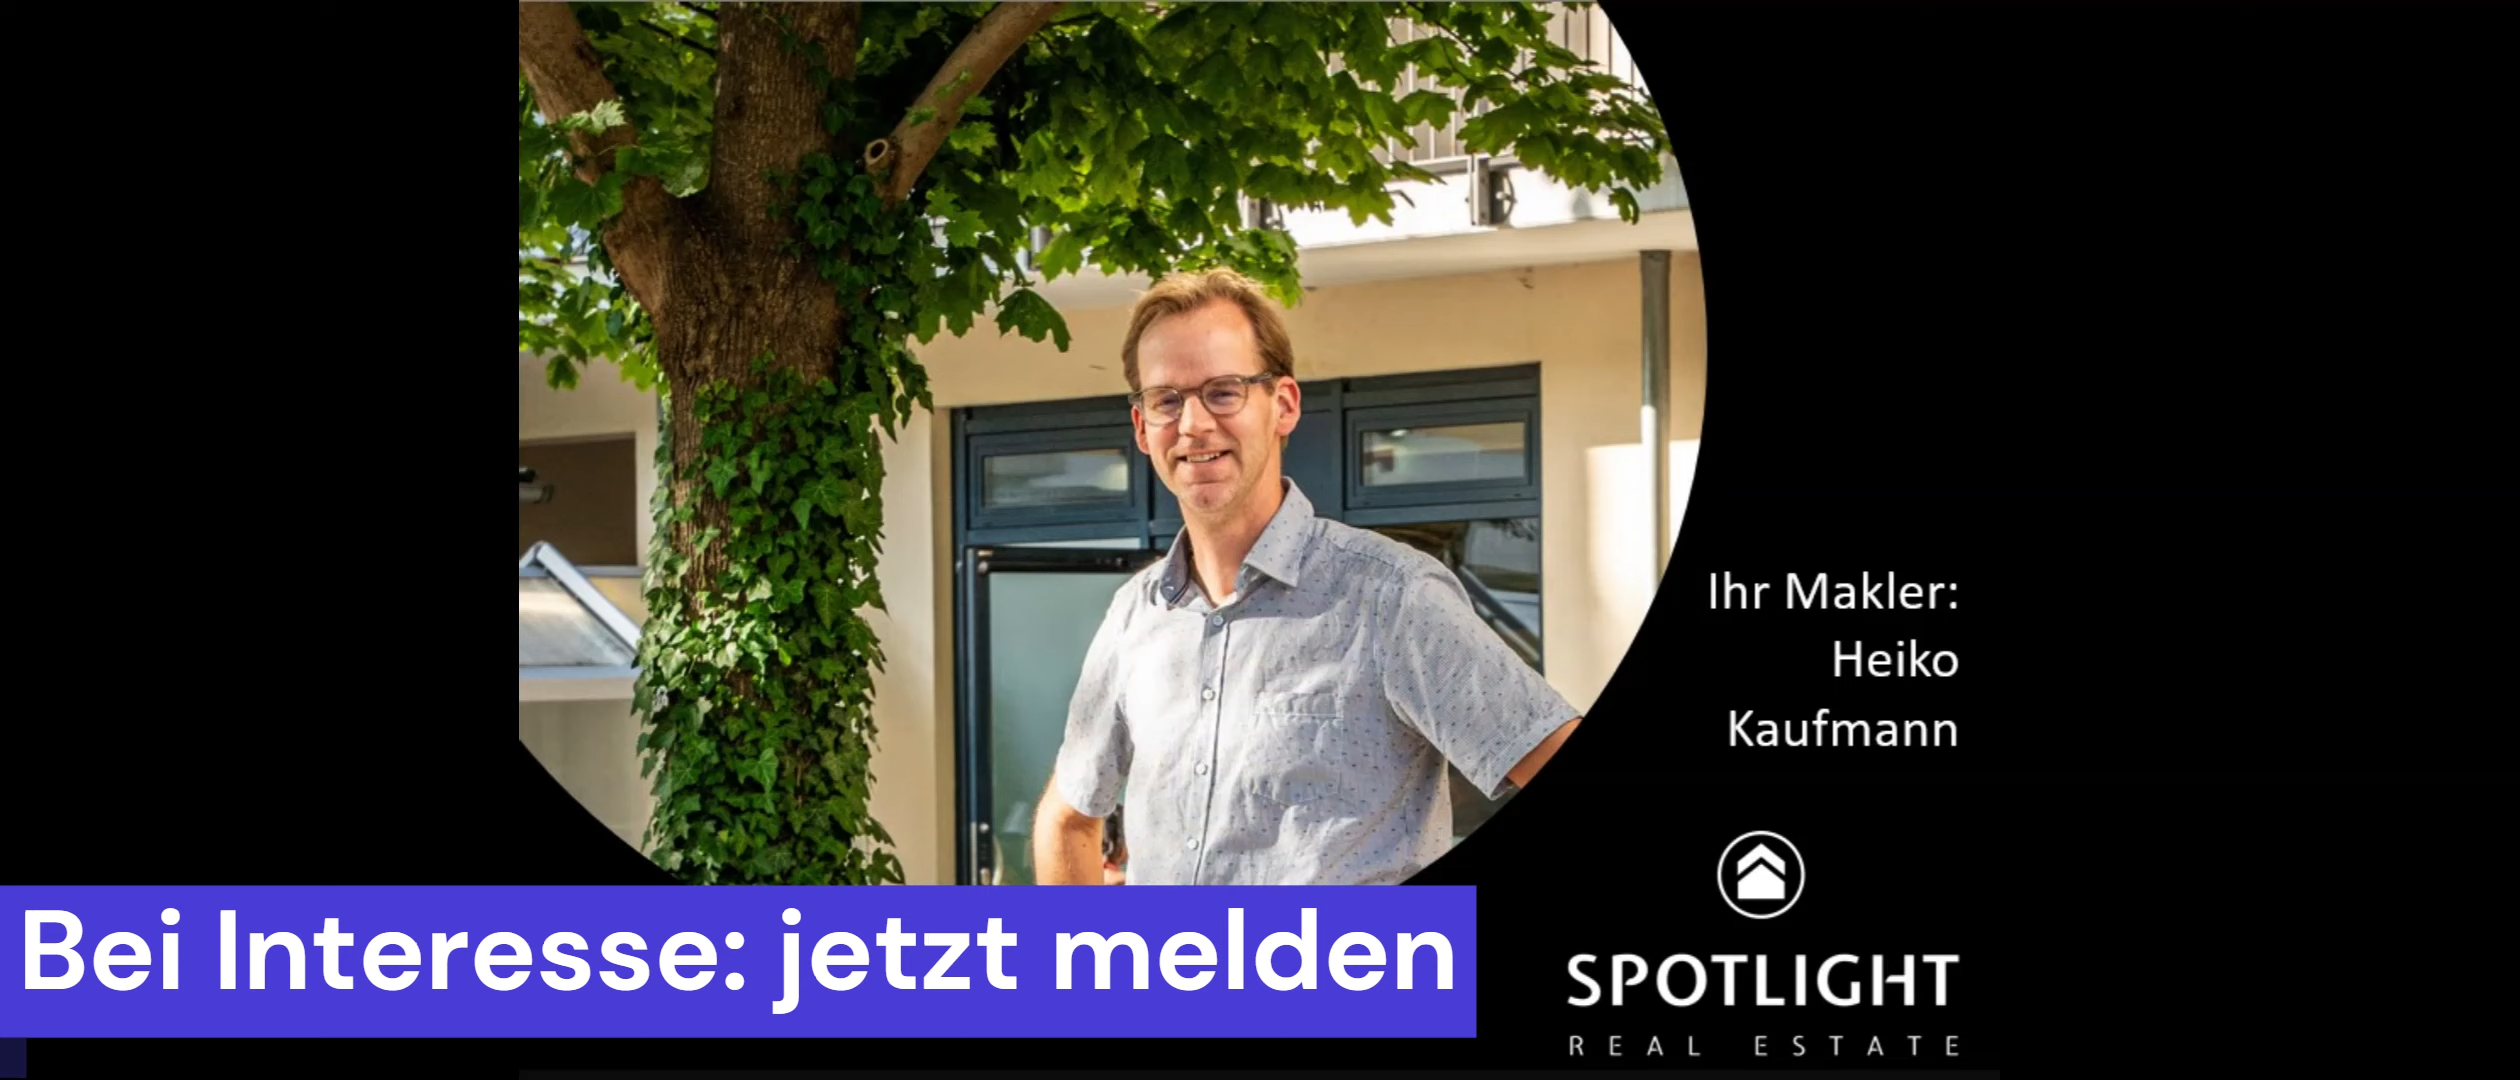 Ihr Makler:
Heiko
Kaufmann
SPOTLIGHT
REAL ESTATE
Bei Interesse: jetzt melden